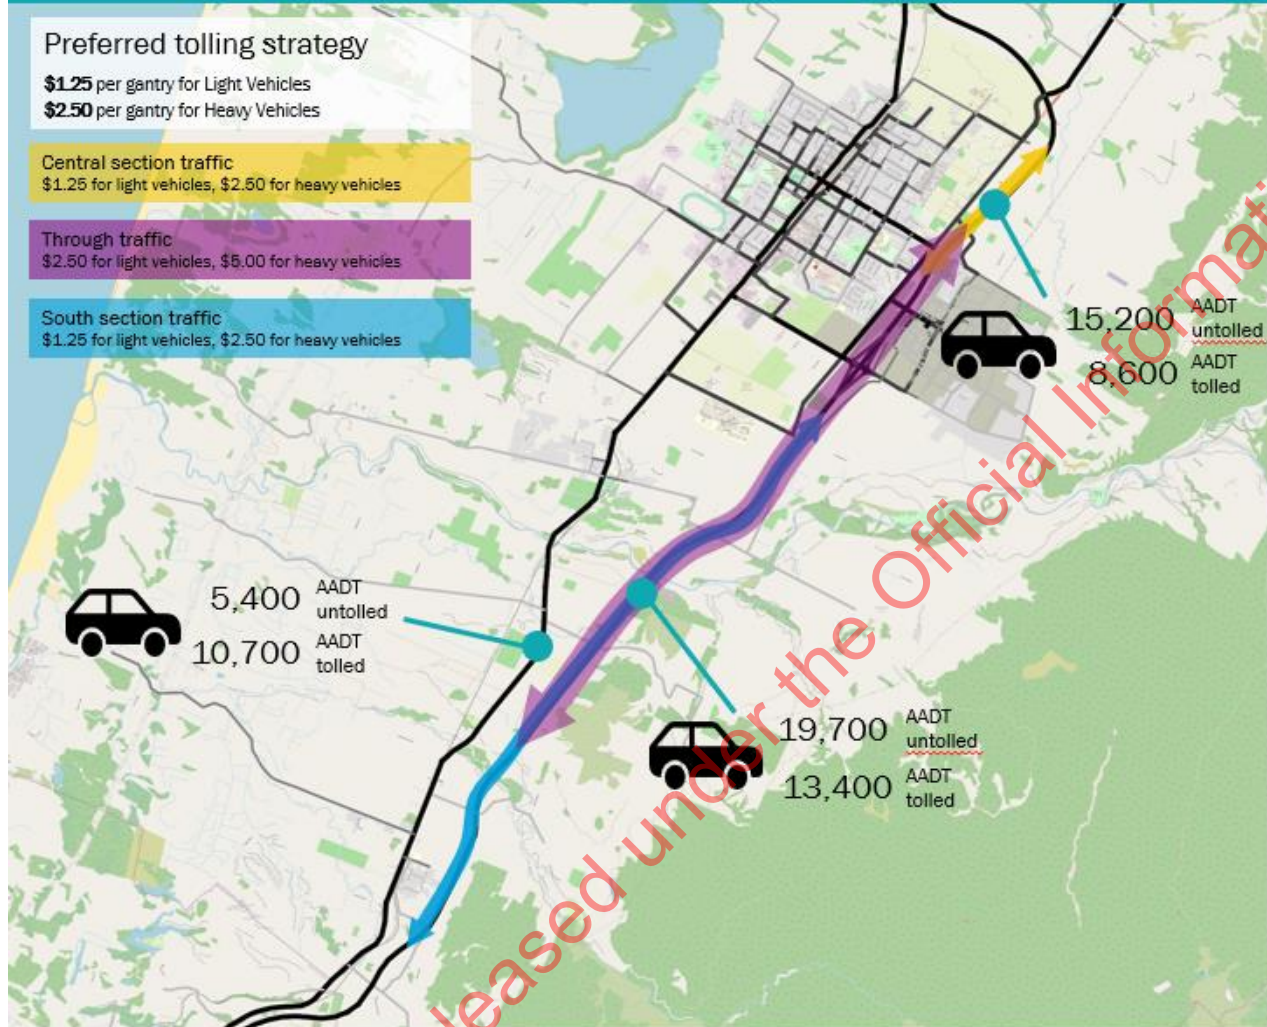 Preferred tolling strategy
$1.25 per gantry for Light Vehicles
$2.50 per gantry for Heavy Vehicles
Central section traffic
$1.25 for light vehicles, $2.50 for heavy vehicles
Through traffic
$2.50 for light vehicles, $5.00 for heavy vehicles
South section traffic
$1.25 for light vehicles, $2.50 for heavy vehicles
15,200 AADT untolled
8,600 AADT tolled
5,400 AADT untolled
10,700 AADT tolled
19,700 AADT untolled
13,400 AADT tolled
leased under the Official Informati